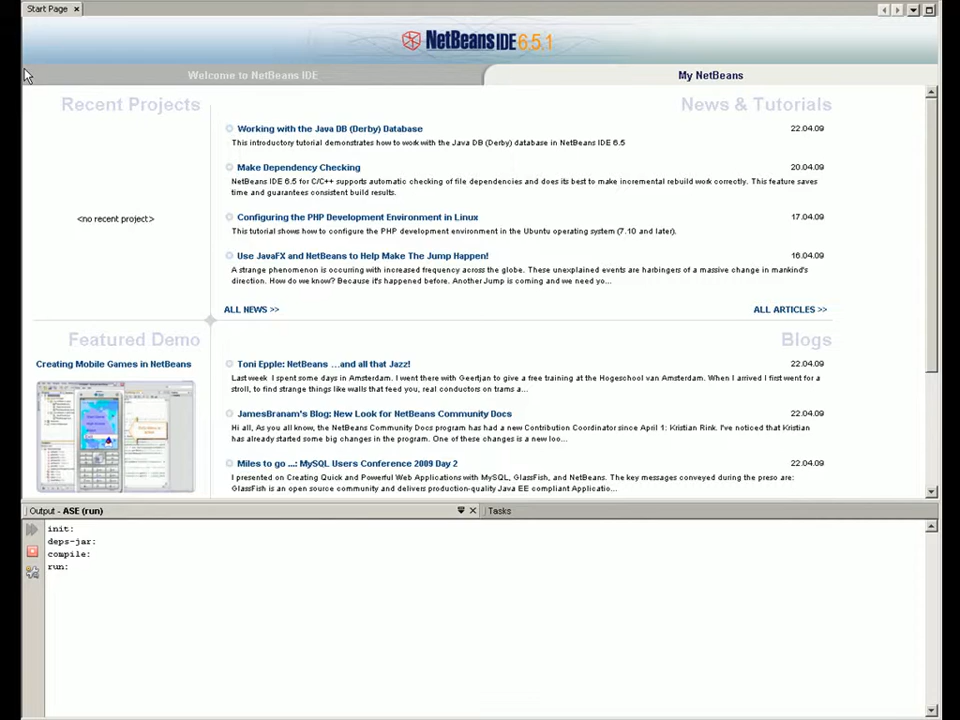 Start Page
NetBeans IDE 6.5.1
Welcome to NetBeans IDE
My NetBeans
Recent Projects
<no recent project>
News & Tutorials
Working with the Java DB (Derby) Database
22.04.09
This introductory tutorial demonstrates how to work with the Java DB (Derby) database in NetBeans IDE 6.5
Make Dependency Checking
20.04.09
NetBeans IDE 6.5 for C/C++ supports automatic checking of file dependencies and does its best to make incremental rebuild work correctly. This feature saves
time and guarantees consistent build results.
Configuring the PHP Development Environment in Linux
17.04.09
This tutorial shows how to configure the PHP development environment in the Ubuntu operating system (7.10 and later).
Use JavaFX and NetBeans to Help Make The Jump Happen!
16.04.09
A strange phenomenon is occurring with increased frequency across the globe. These unexplained events are harbingers of a massive change in mankind's
direction. How do we know? Because it's happened before. Another Jump is coming and we need yo...
ALL NEWS >>
ALL ARTICLES >>
Featured Demo
Creating Mobile Games in NetBeans
Blogs
Toni Epple: NetBeans ...and all that Jazz!
22.04.09
Last week I spent some days in Amsterdam. I went there with Geertjan to give a free training at the Hogeschool van Amsterdam. When I arrived I first went for a
stroll, to find strange things like walls that feed you, real conductors on trams a...
JamesBranam's Blog: New Look for NetBeans Community Docs
22.04.09
Hi all, As you all know, the NetBeans Community Docs program has had a new Contribution Coordinator since April 1: Kristian Rink. I've noticed that Kristian
has already started some big changes in the program. One of these changes is a new loo...
Miles to go ...: MySQL Users Conference 2009 Day 2
22.04.09
I presented on Creating Quick and Powerful Web Applications with MySQL, GlassFish, and NetBeans. The key messages conveyed during the preso are:
GlassFish is an open source community and delivers production-quality Java EE compliant Applicatio...
Output - ASE (run)
Tasks
init:
deps-jar:
compile:
run: